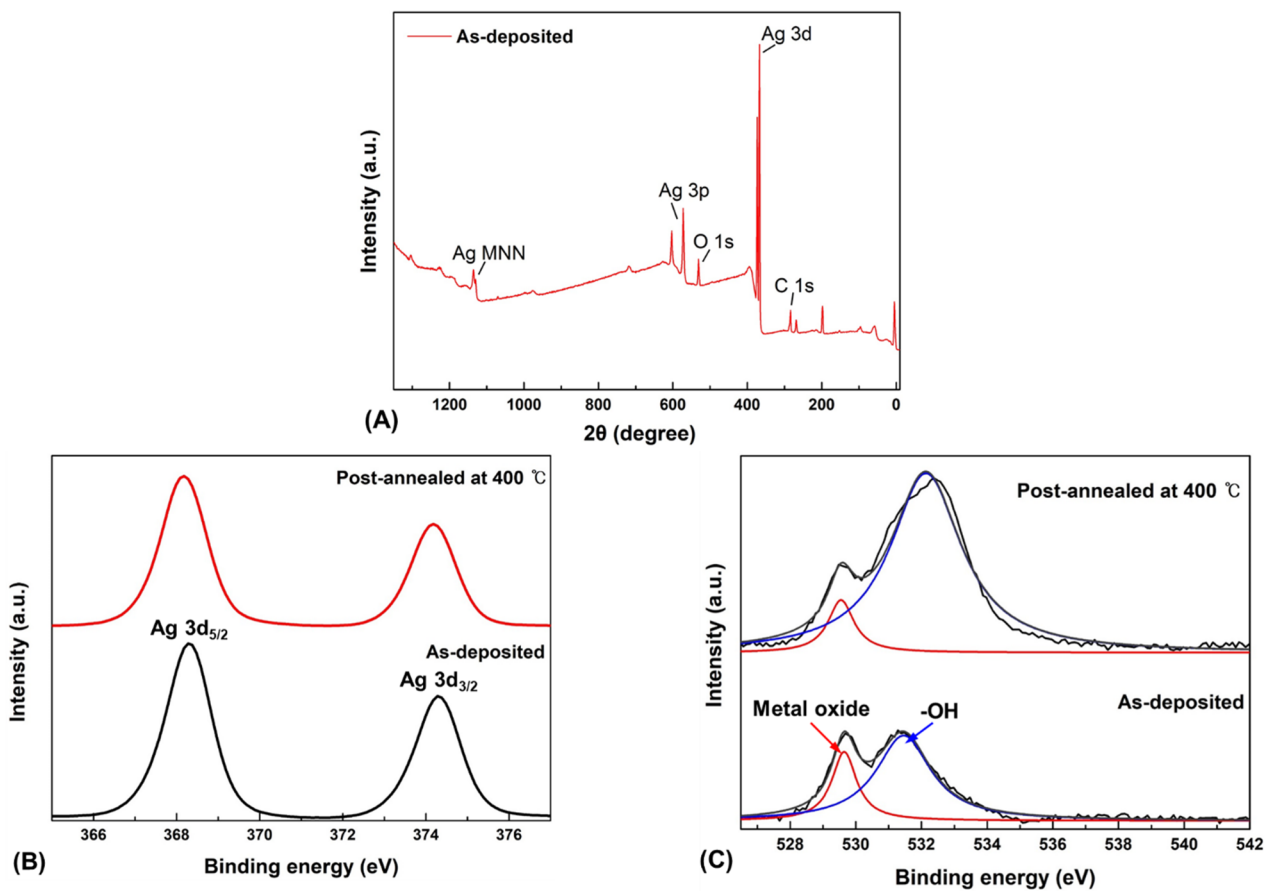 As-deposited
Ag 3d
Ag 3p
O 1s
Ag MNN
C 1s
Intensity (a.u.)
1200 1000 800 600 400 200 0
2θ (degree)
(A)
Post-annealed at 400 ℃
Ag 3d5/2
As-deposited
Ag 3d3/2
Intensity (a.u.)
366 368 370 372 374 376
Binding energy (eV)
(B)
Post-annealed at 400 ℃
As-deposited
Metal oxide
-OH
Intensity (a.u.)
528 530 532 534 536 538 540 542
Binding energy (eV)
(C)